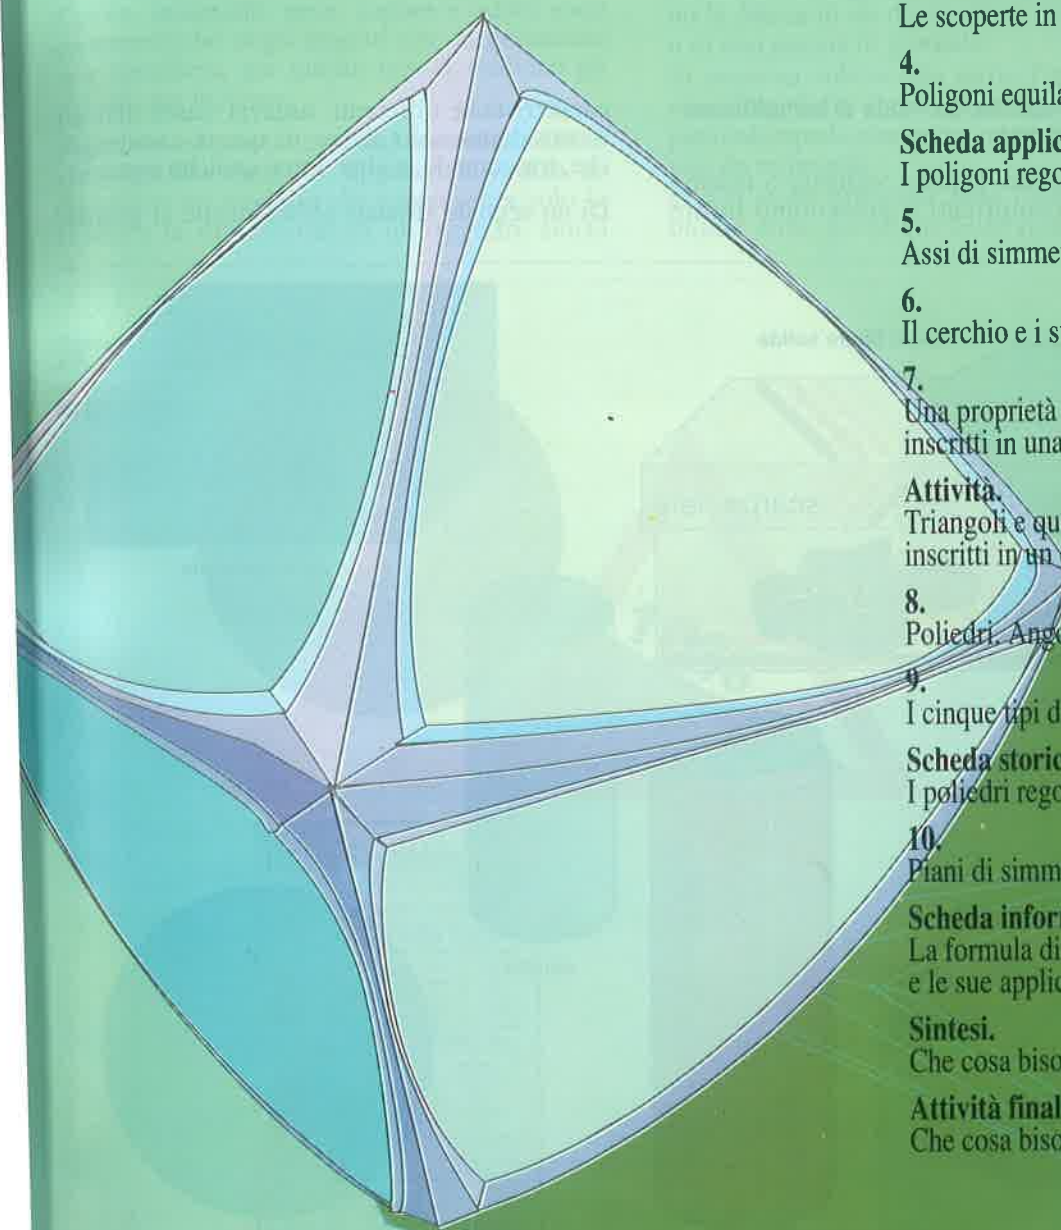 Le scoperte in
4.
Poligoni equila
Scheda applic
I poligoni rego
5.
Assi di simme
6.
Il cerchio e i s
7.
Una proprietà
inscritti in una
Attività.
Triangoli e qu
inscritti in un
8.
Poliedri. Ango
9.
I cinque tipi d
Scheda storic
I poliedri rego
10.
Piani di simm
Scheda infor
La formula di
e le sue applic
Sintesi.
Che cosa biso
Attività final
Che cosa biso